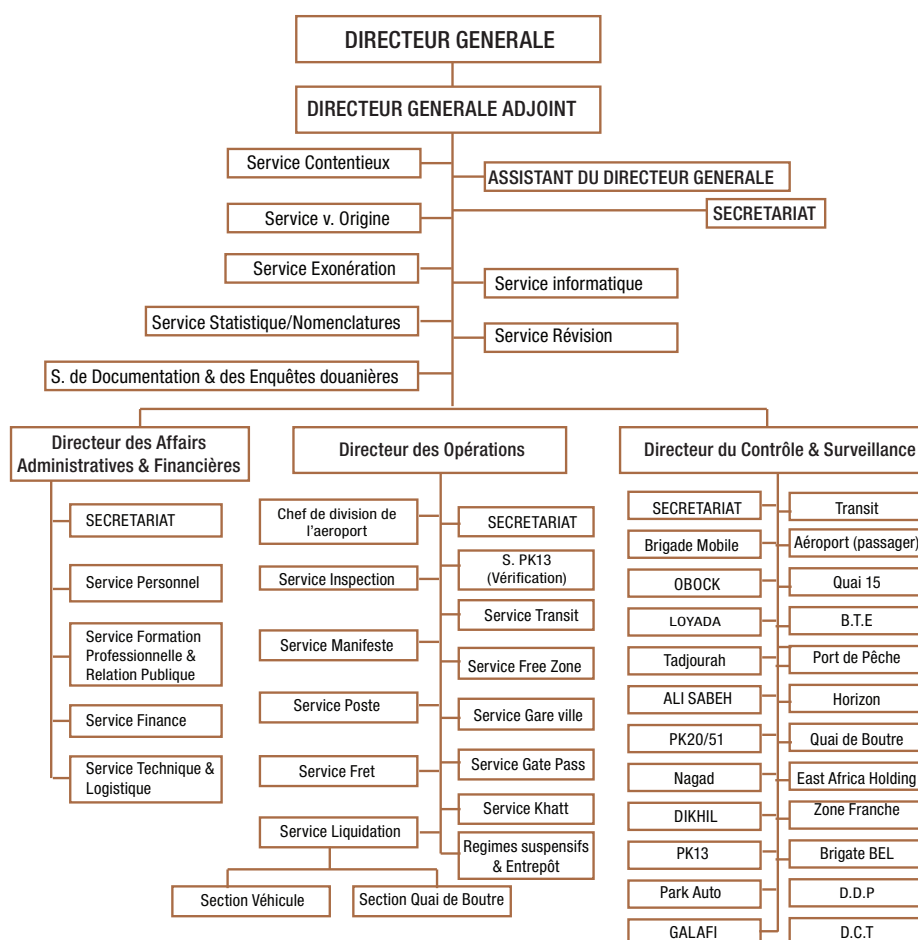 DIRECTEUR GENERALE
DIRECTEUR GENERALE ADJOINT
Service Contentieux
ASSISTANT DU DIRECTEUR GENERALE
Service v. Origine
SECRETARIAT
Service Exonération
Service informatique
Service Statistique/Nomenclatures
Service Révision
S. de Documentation & des Enquêtes douanières
Directeur des Affairs
Administratives & Financières
SECRETARIAT
Service Personnel
Service Formation
Professionnelle &
Relation Publique
Service Finance
Service Technique &
Logistique
Directeur des Opérations
Chef de division de
l'aeroport
SECRETARIAT
Service Inspection
S. PK13
(Vérification)
Service Transit
Service Manifeste
Service Free Zone
Service Poste
Service Gare ville
Service Fret
Service Gate Pass
Service Khatt
Service Liquidation
Regimes suspensifs
& Entrepôt
Section Véhicule
Section Quai de Boutre
Directeur du Contrôle & Surveillance
SECRETARIAT
Transit
Brigade Mobile
Aéroport (passager)
OBOCK
Quai 15
LOYADA
B.T.E
Tadjourah
Port de Pêche
ALI SABEH
Horizon
PK20/51
Quai de Boutre
Nagad
East Africa Holding
DIKHIL
Zone Franche
PK13
Brigate BEL
Park Auto
D.D.P
GALAFI
D.C.T